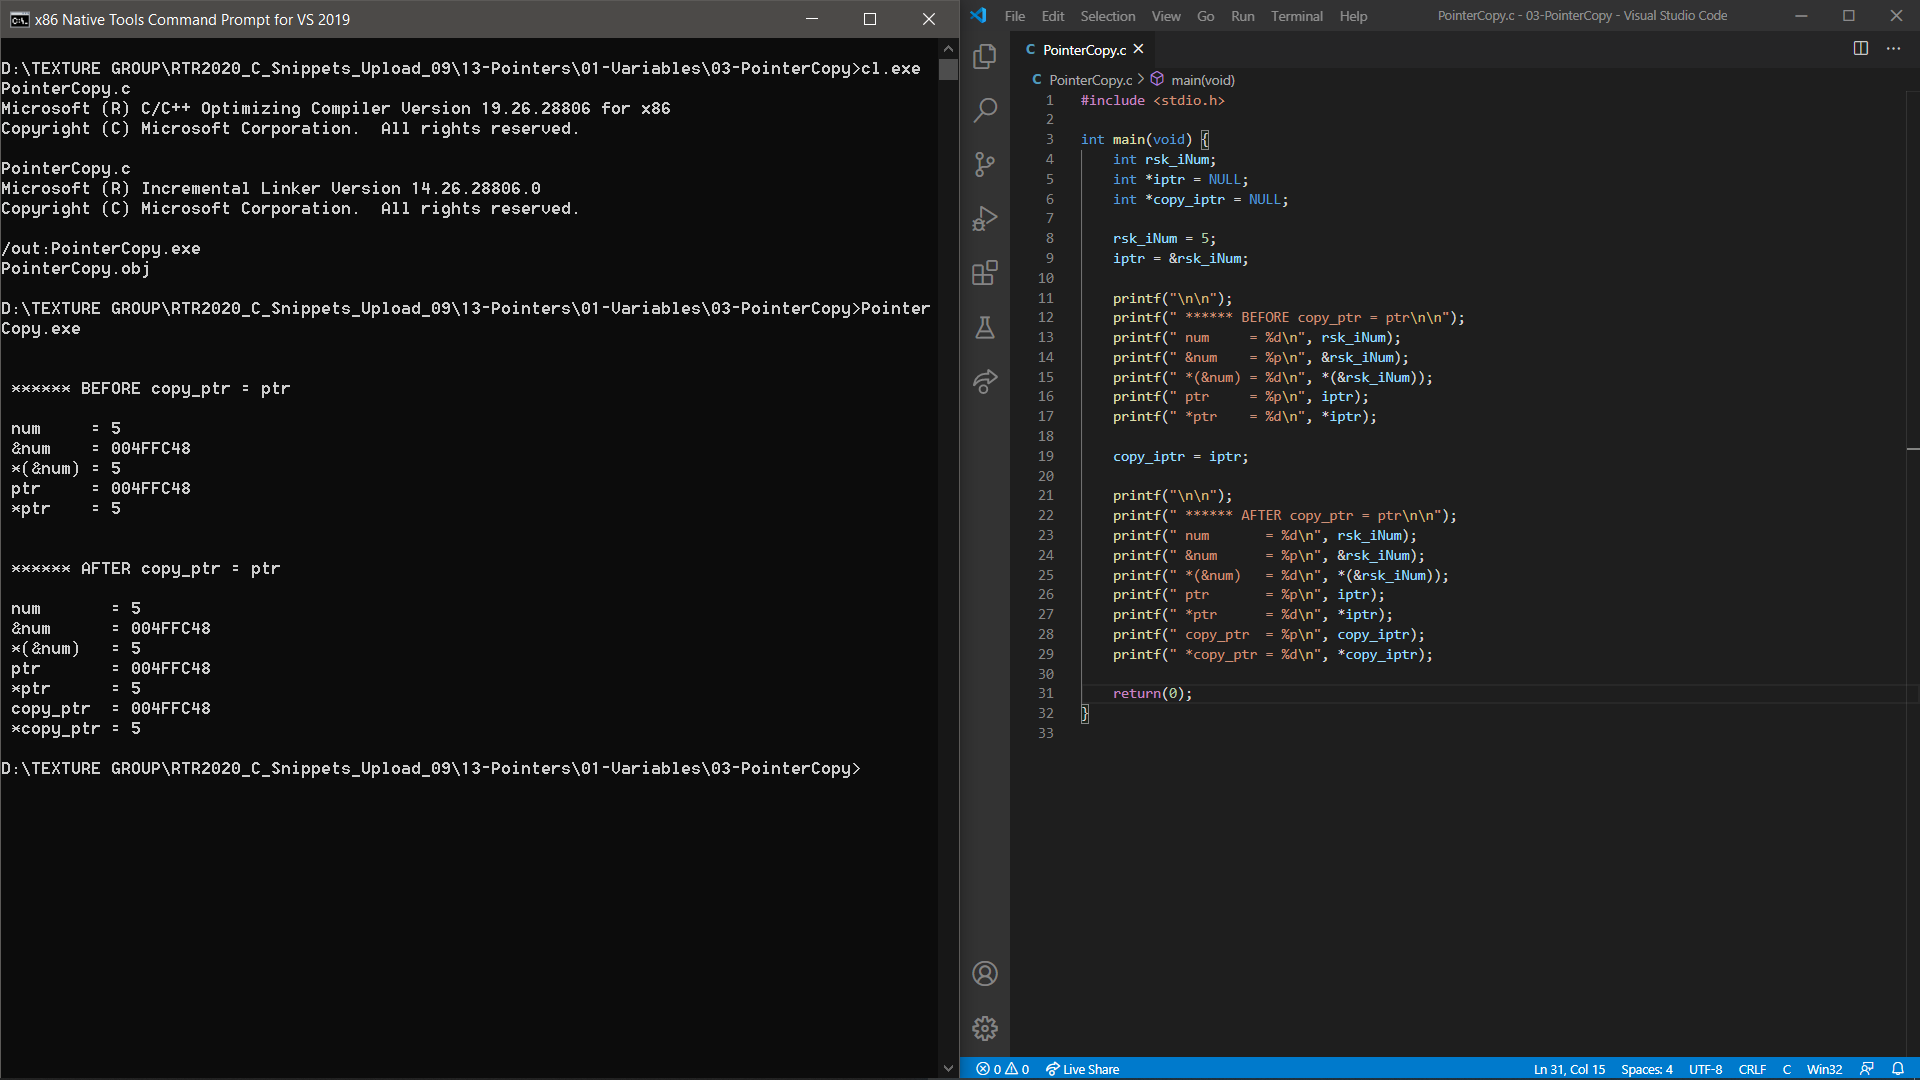 x86 Native Tools Command Prompt for VS 2019
D:\TEXTURE GROUP\RTR2020_C_Snippets_Upload_09\13-Pointers\01-Variables\03-PointerCopy>cl.exe
PointerCopy.c
Microsoft (R) C/C++ Optimizing Compiler Version 19.26.28806 for x86
Copyright (C) Microsoft Corporation.  All rights reserved.

PointerCopy.c
Microsoft (R) Incremental Linker Version 14.26.28806.0
Copyright (C) Microsoft Corporation.  All rights reserved.

/out:PointerCopy.exe
PointerCopy.obj

D:\TEXTURE GROUP\RTR2020_C_Snippets_Upload_09\13-Pointers\01-Variables\03-PointerCopy>Pointer
Copy.exe

 ****** BEFORE copy_ptr = ptr

 num     = 5
 &num    = 004FFC48
 *(&num) = 5
 ptr     = 004FFC48
 *ptr    = 5

 ****** AFTER copy_ptr = ptr

 num       = 5
 &num      = 004FFC48
 *(&num)   = 5
 ptr       = 004FFC48
 *ptr      = 5
 copy_ptr  = 004FFC48
 *copy_ptr = 5

D:\TEXTURE GROUP\RTR2020_C_Snippets_Upload_09\13-Pointers\01-Variables\03-PointerCopy>
File Edit Selection View Go Run Terminal Help PointerCopy.c - 03-PointerCopy - Visual Studio Code
C PointerCopy.c
C PointerCopy.c > main(void)
1 #include <stdio.h>
2
3 int main(void) {
4     int rsk_iNum;
5     int *iptr = NULL;
6     int *copy_iptr = NULL;
7
8     rsk_iNum = 5;
9     iptr = &rsk_iNum;
10
11     printf("\n\n");
12     printf(" ****** BEFORE copy_ptr = ptr\n\n");
13     printf(" num     = %d\n", rsk_iNum);
14     printf(" &num    = %p\n", &rsk_iNum);
15     printf(" *(&num) = %d\n", *(&rsk_iNum));
16     printf(" ptr     = %p\n", iptr);
17     printf(" *ptr    = %d\n", *iptr);
18
19     copy_iptr = iptr;
20
21     printf("\n\n");
22     printf(" ****** AFTER copy_ptr = ptr\n\n");
23     printf(" num       = %d\n", rsk_iNum);
24     printf(" &num      = %p\n", &rsk_iNum);
25     printf(" *(&num)   = %d\n", *(&rsk_iNum));
26     printf(" ptr       = %p\n", iptr);
27     printf(" *ptr      = %d\n", *iptr);
28     printf(" copy_ptr  = %p\n", copy_iptr);
29     printf(" *copy_ptr = %d\n", *copy_iptr);
30
31     return(0);
32 }
33
0 0 Live Share Ln 31, Col 15 Spaces: 4 UTF-8 CRLF C Win32